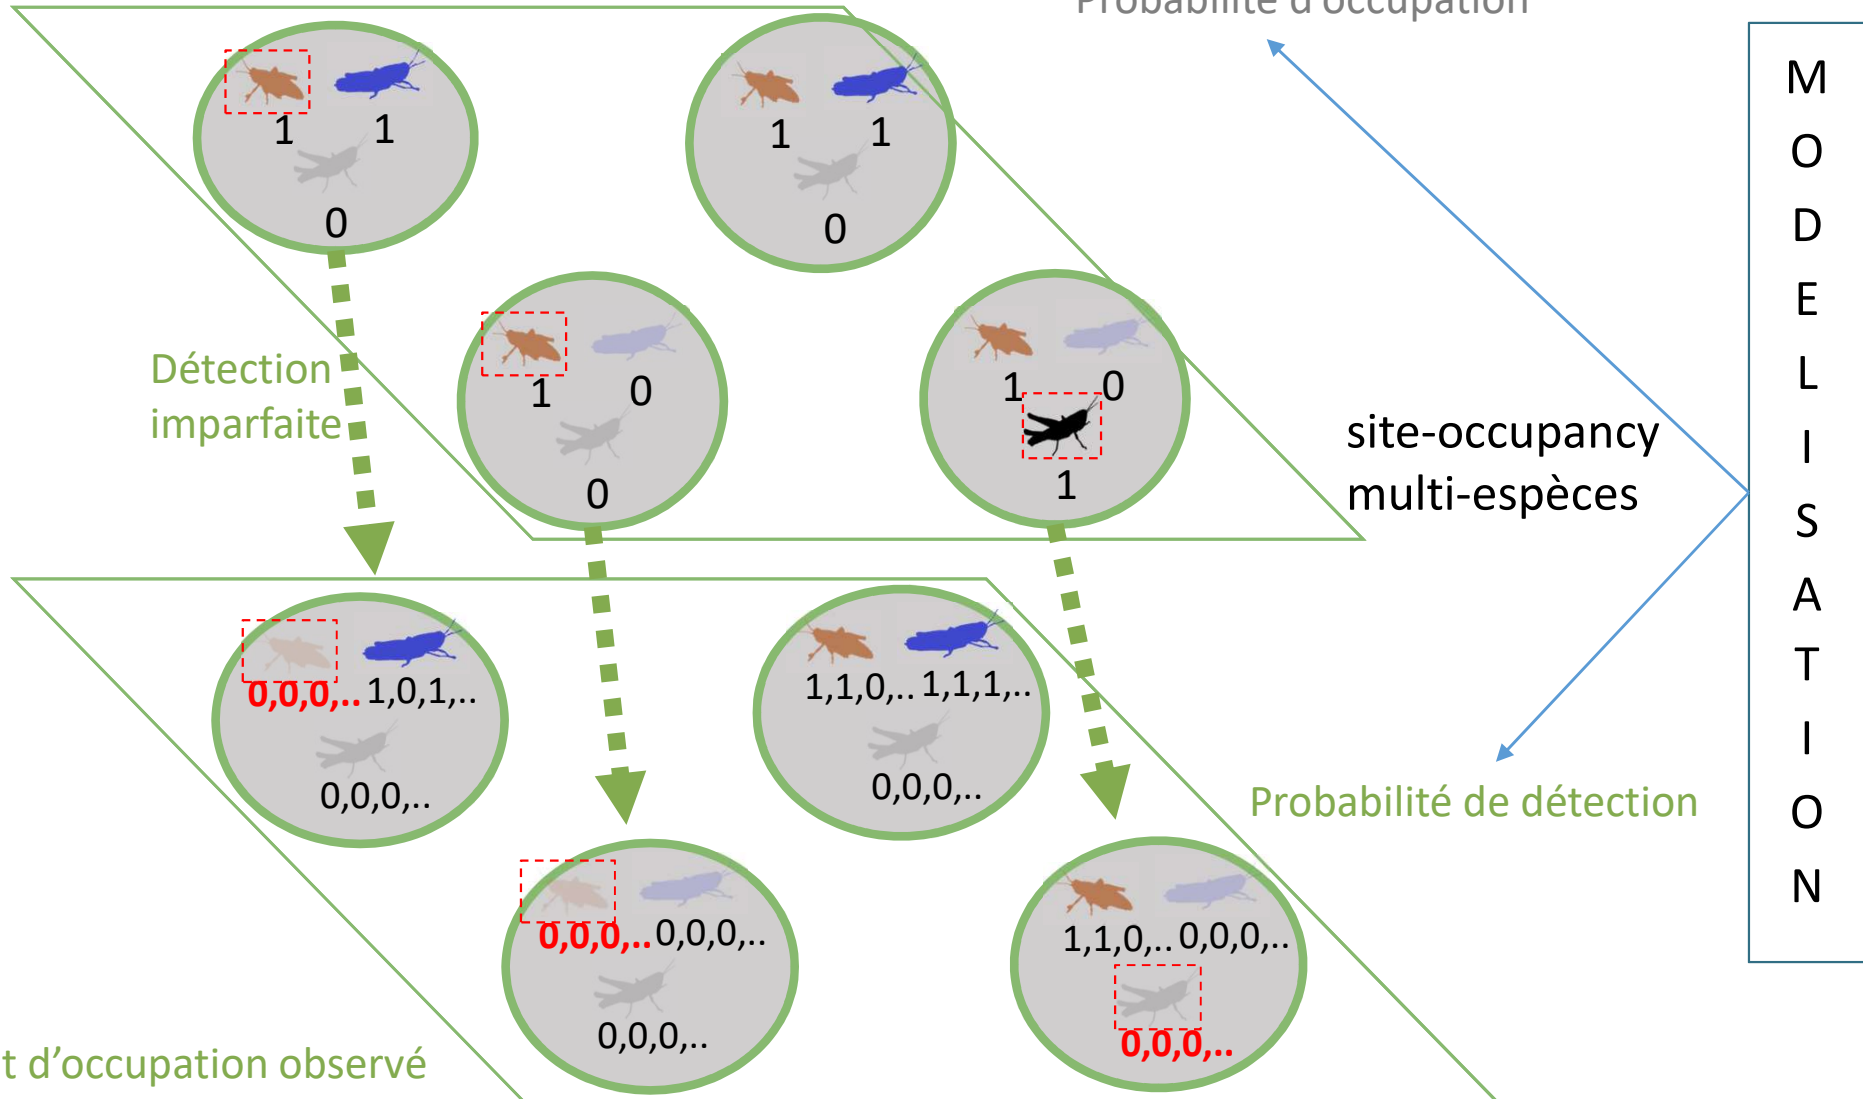 Probabilité d'occupation
1 1
0
1 1
0
Détection
imparfaite
1 0
0
1 0
1
site-occupancy
multi-espèces
M
O
D
E
L
I
S
A
T
I
O
N
0,0,0,.. 1,0,1,..
0,0,0,..
1,1,0,.. 1,1,1,..
0,0,0,..
Probabilité de détection
0,0,0,.. 0,0,0,..
0,0,0,..
1,1,0,.. 0,0,0,..
0,0,0,..
t d'occupation observé